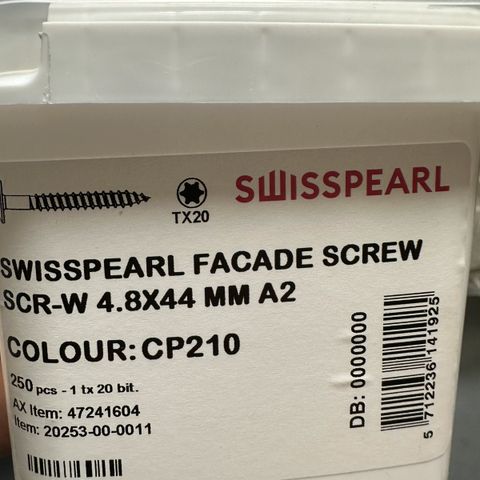 SWISSPEARL
TX20
SWISSPEARL FACADE SCREW
SCR-W 4.8X44 MM A2
COLOUR: CP210
250 pcs - 1 tx 20 bit.
AX Item: 47241604
Item: 20253-00-0011
DB: 0000000
5 712236 141925